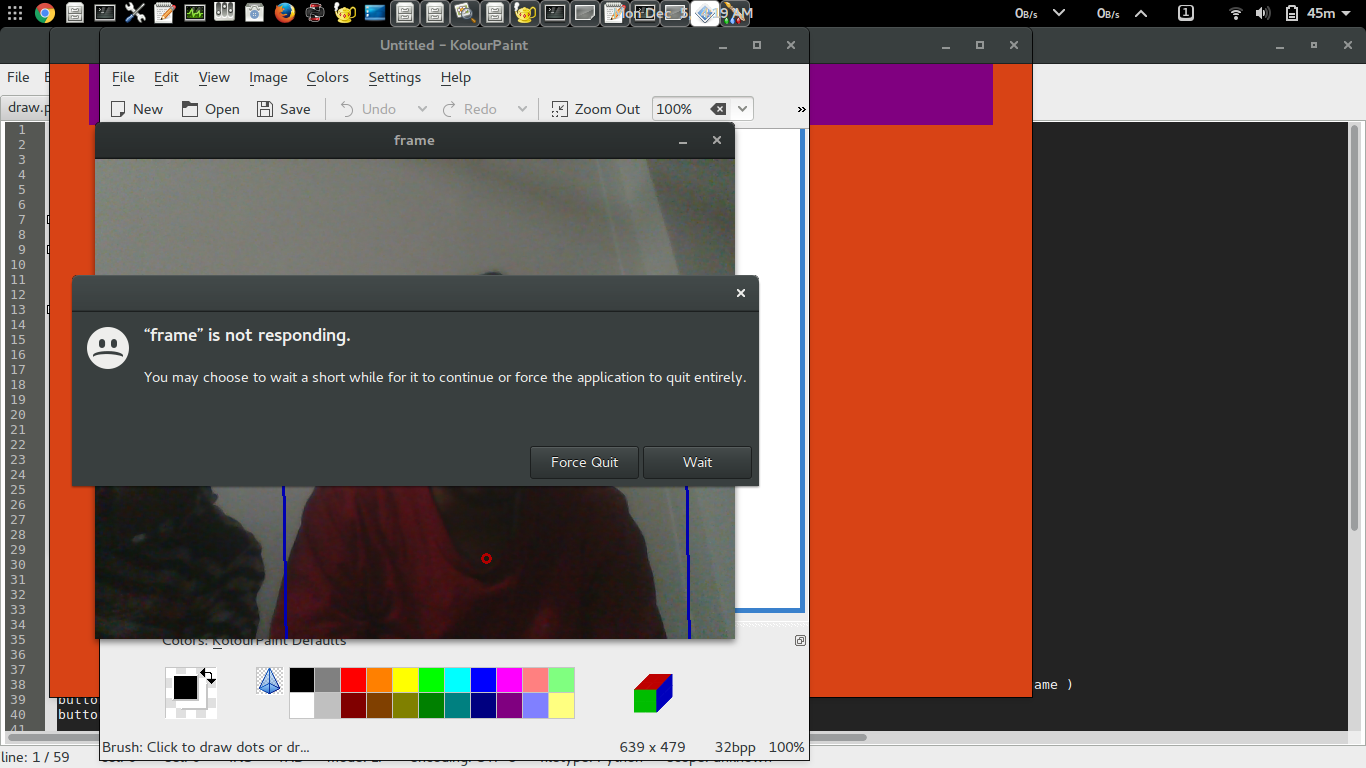 0B/s 0B/s 1 45m
Untitled – KolourPaint
File
File Edit View Image Colors Settings Help
New Open Save Undo Redo Zoom Out 100% »
draw.p
frame
1
2
3
4
5
6
7
8
9
10
11
12
13
14
15
16
17
18
19
20
21
22
23
24
25
26
27
28
29
30
31
32
33
34
35
36
37
38
39
40
41
“frame” is not responding.
You may choose to wait a short while for it to continue or force the application to quit entirely.
Force Quit Wait
Colors: KolourPaint Defaults
ame )
butto
butto
Brush: Click to draw dots or dr... 639 x 479 32bpp 100%
line: 1 / 59